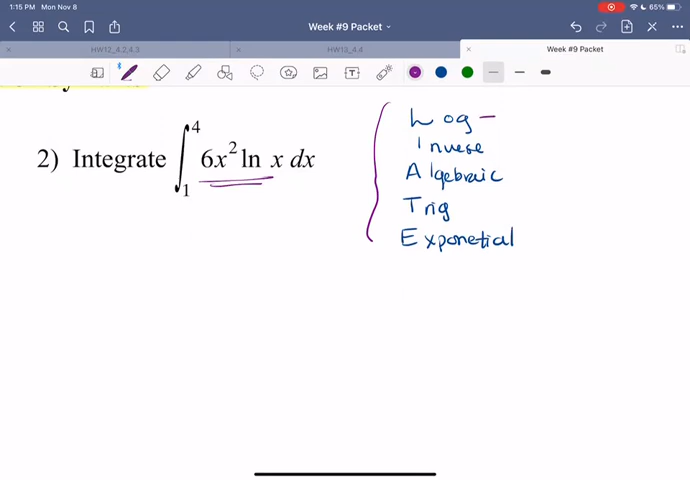 1:15 PM Mon Nov 8
65%
Week #9 Packet
HW12_4.2,4.3
HW13_4.4
Week #9 Packet
2) Integrate ∫₁⁴ 6x² ln x dx
Log -
Inverse
Algebraic
Trig
Exponetial